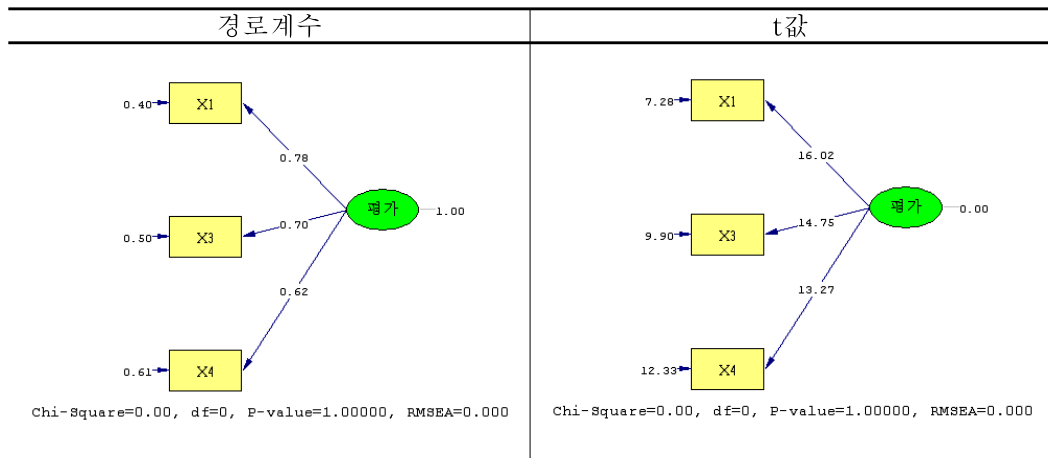 경로계수
t값
0.40
X1
0.78
0.50
X3
0.70
평가
1.00
0.62
0.61
X4
Chi-Square=0.00, df=0, P-value=1.00000, RMSEA=0.000
7.28
X1
16.02
9.90
X3
14.75
평가
0.00
13.27
12.33
X4
Chi-Square=0.00, df=0, P-value=1.00000, RMSEA=0.000